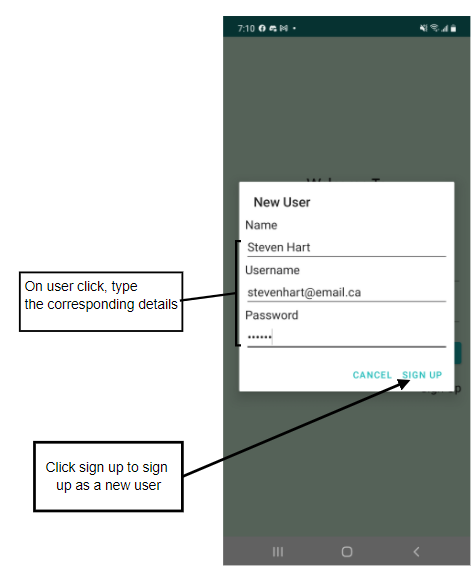 7:10
New User
Name
Steven Hart
Username
stevenhart@email.ca
Password
••••••
CANCEL SIGN UP
On user click, type
the corresponding details
Click sign up to sign
up as a new user